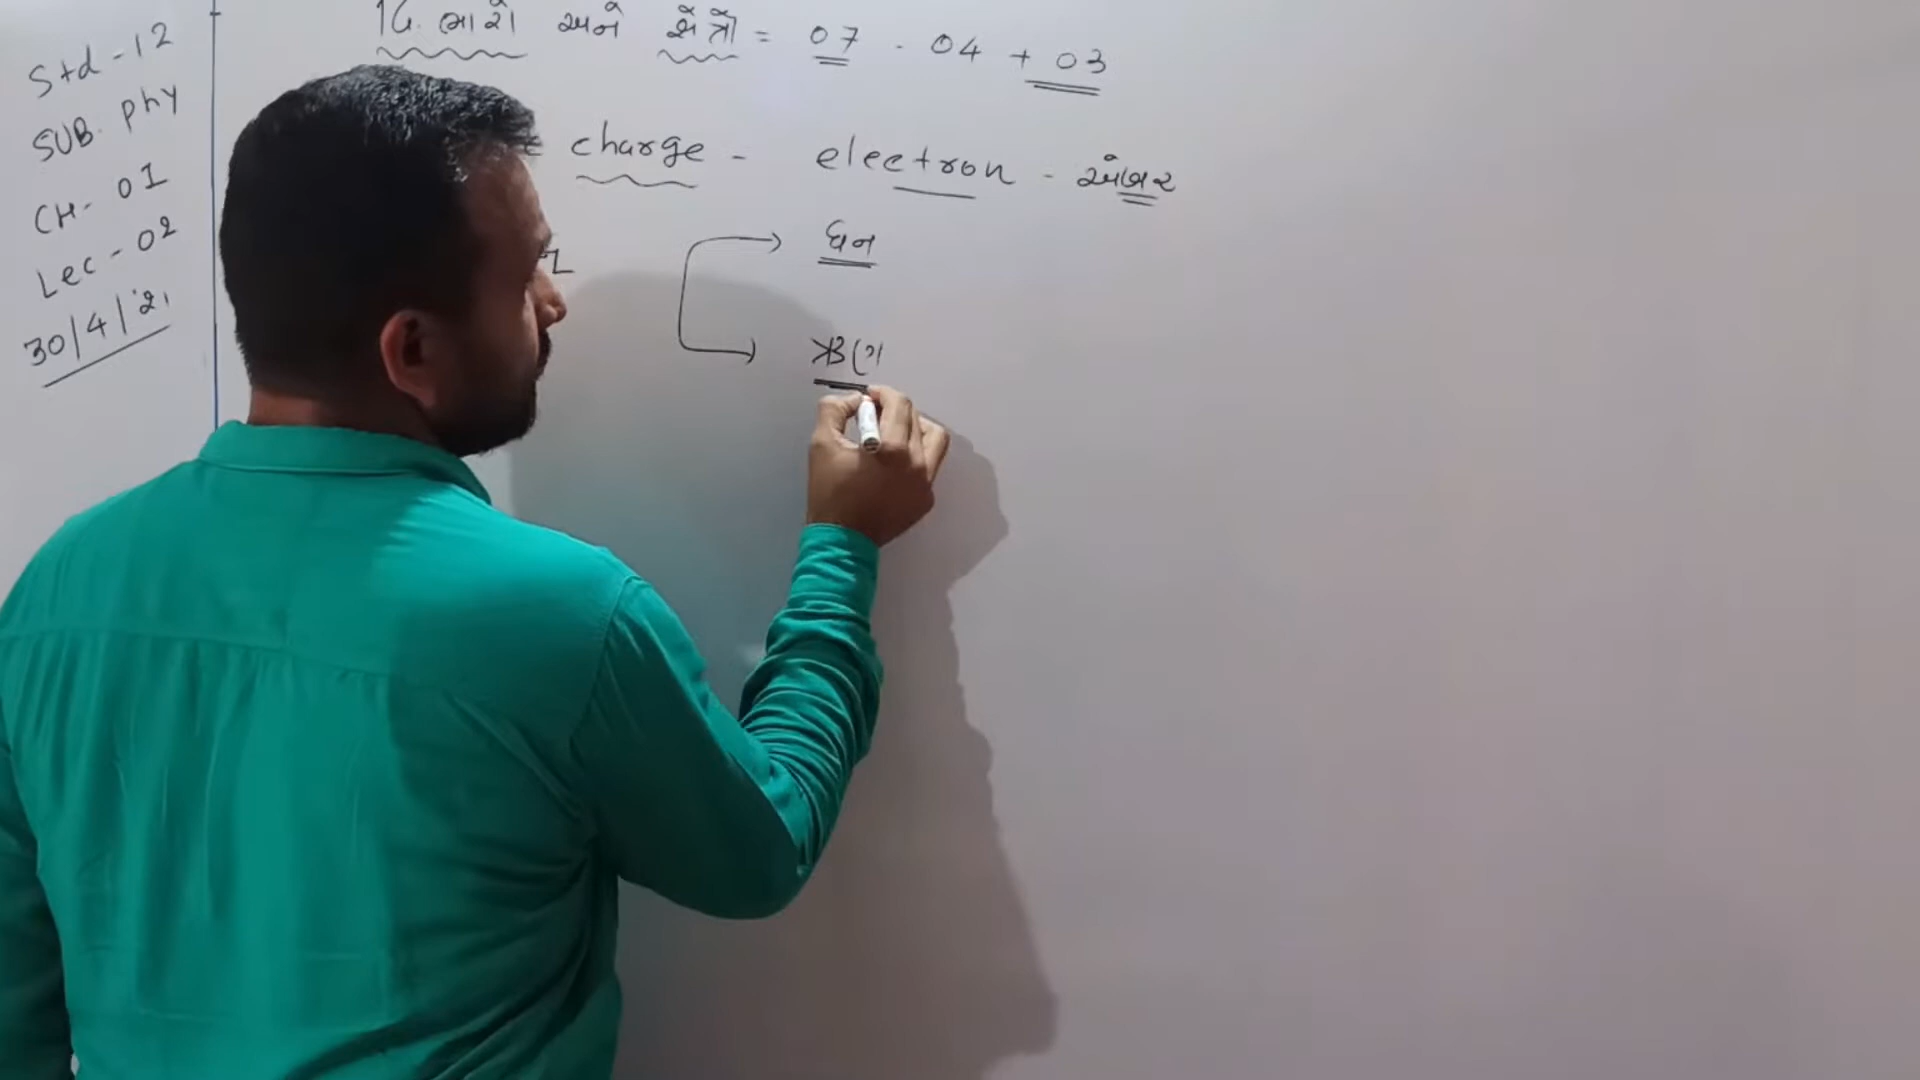 Std - 12
SUB. phy
CH- 01
Lec - 02
30/4/21
ભારો અને ક્ષેત્રો = 07 - 04 + 03
charge - electron - અંબર
ધન
ઋણ